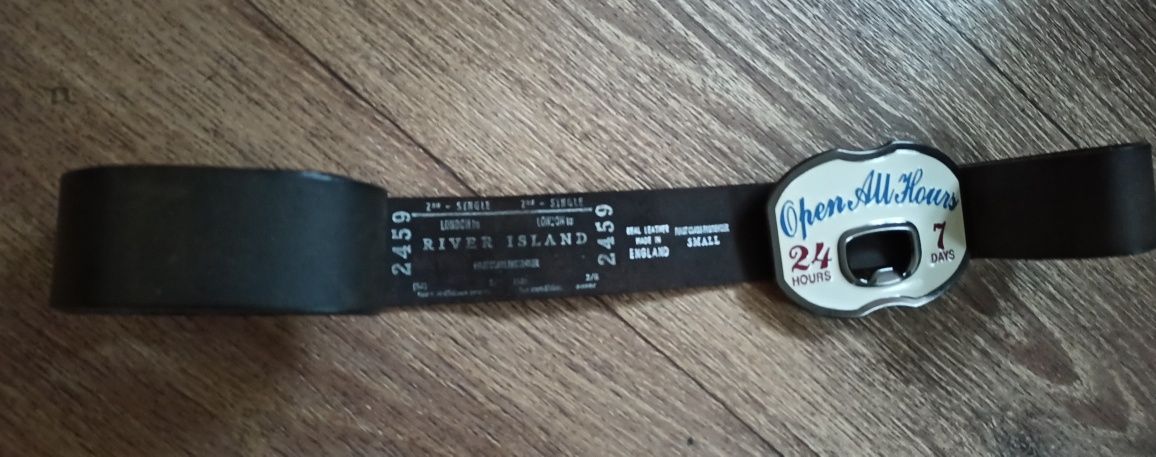 2459
2ND - SINGLE 2ND - SINGLE
LONDON to LONDON to
RIVER ISLAND
2459
REAL LEATHER
MADE IN
ENGLAND
SMALL
Open All Hours
24
HOURS
7
DAYS